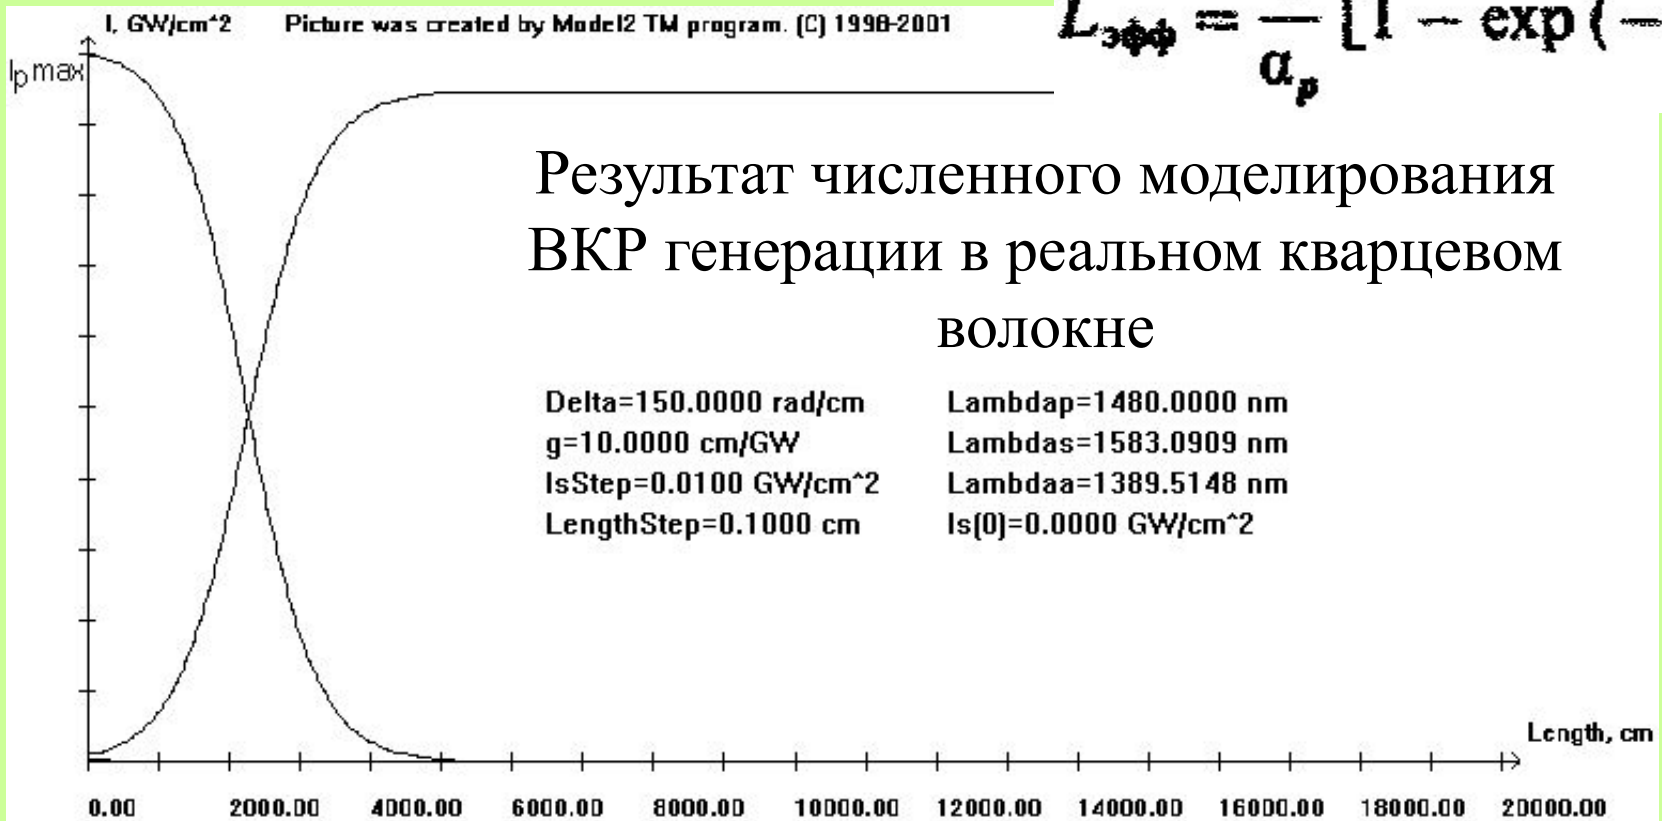 I, GW/cm^2 Picture was created by Model2 TM program. (C) 1998-2001
Lэфф = — [1 — exp (—
αp
Ip max
Результат численного моделирования
ВКР генерации в реальном кварцевом
волокне
Delta=150.0000 rad/cm Lambdap=1480.0000 nm
g=10.0000 cm/GW Lambdas=1583.0909 nm
IsStep=0.0100 GW/cm^2 Lambdaa=1389.5148 nm
LengthStep=0.1000 cm Is(0)=0.0000 GW/cm^2
Length, cm
0.00 2000.00 4000.00 6000.00 8000.00 10000.00 12000.00 14000.00 16000.00 18000.00 20000.00